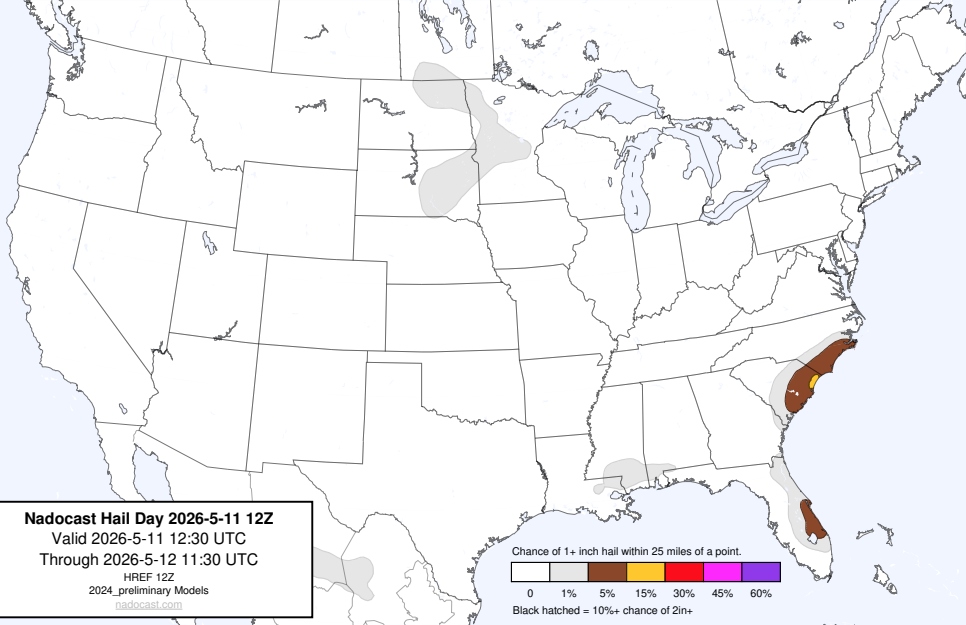 Nadocast Hail Day 2026-5-11 12Z
Valid 2026-5-11 12:30 UTC
Through 2026-5-12 11:30 UTC
HREF 12Z
2024_preliminary Models
nadocast.com
Chance of 1+ inch hail within 25 miles of a point.
0 1% 5% 15% 30% 45% 60%
Black hatched = 10%+ chance of 2in+